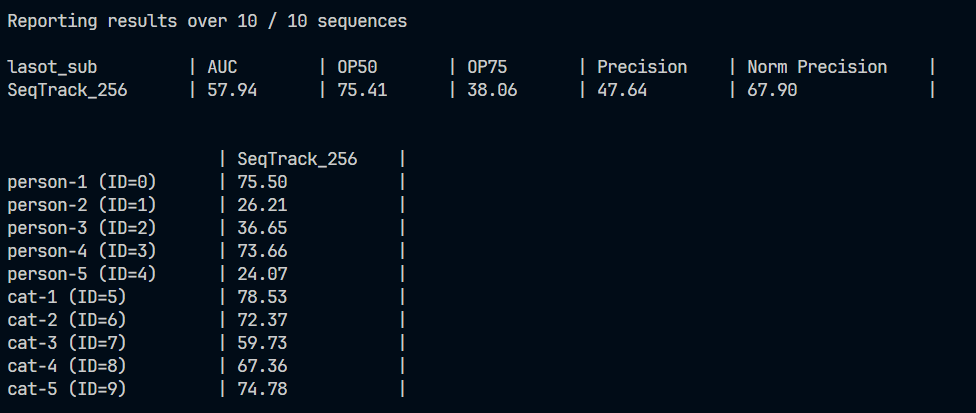 Reporting results over 10 / 10 sequences
lasot_sub | AUC | OP50 | OP75 | Precision | Norm Precision |
SeqTrack_256 | 57.94 | 75.41 | 38.06 | 47.64 | 67.90 |
| SeqTrack_256 |
person-1 (ID=0) | 75.50 |
person-2 (ID=1) | 26.21 |
person-3 (ID=2) | 36.65 |
person-4 (ID=3) | 73.66 |
person-5 (ID=4) | 24.07 |
cat-1 (ID=5) | 78.53 |
cat-2 (ID=6) | 72.37 |
cat-3 (ID=7) | 59.73 |
cat-4 (ID=8) | 67.36 |
cat-5 (ID=9) | 74.78 |